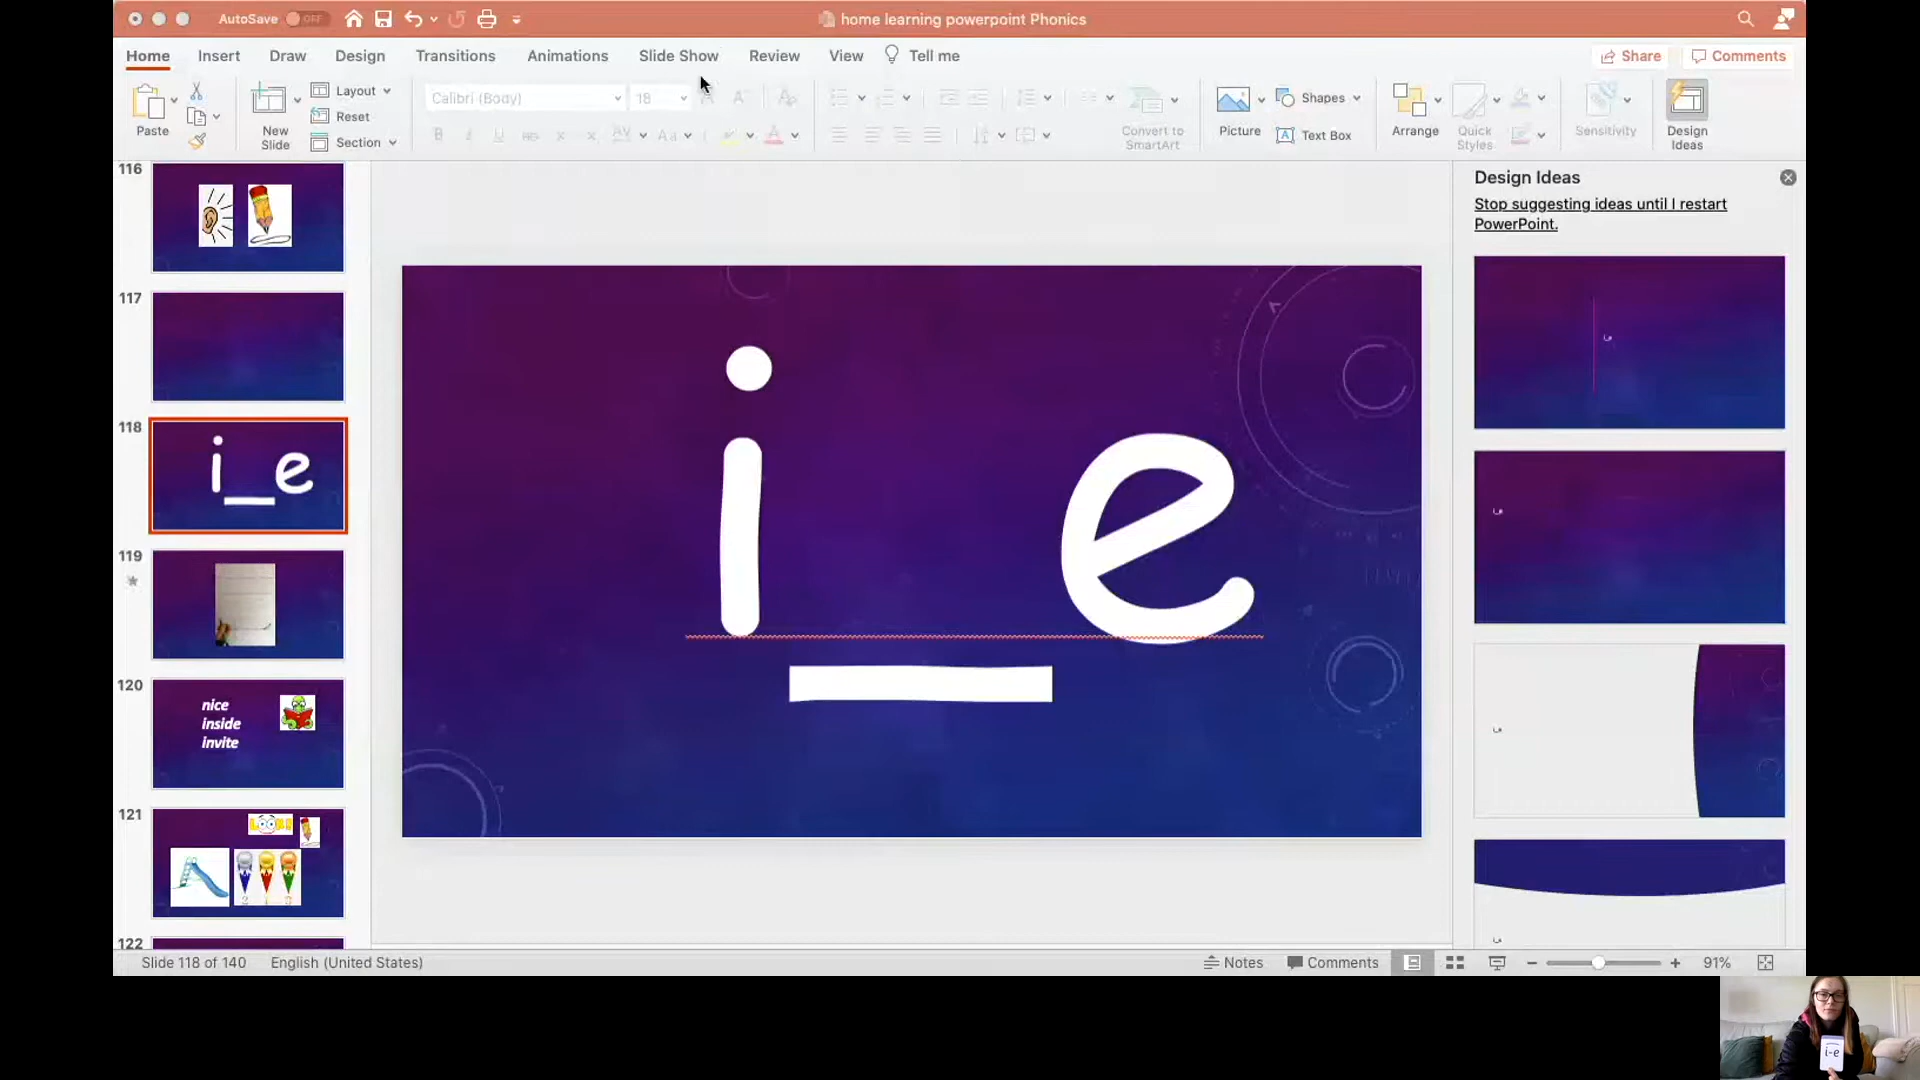 AutoSave OFF
home learning powerpoint Phonics
Home Insert Draw Design Transitions Animations Slide Show Review View Tell me
Share Comments
Paste
New
Slide
Layout
Reset
Section
Calibri (Body) 18
Convert to
SmartArt
Picture
Shapes
Text Box
Arrange
Quick
Styles
Sensitivity
Design
Ideas
116
117
118
i_e
119
120
nice
inside
invite
121
LOOK
122
i_e
Design Ideas
Stop suggesting ideas until I restart
PowerPoint.
Slide 118 of 140 English (United States)
Notes Comments 91%
i-e